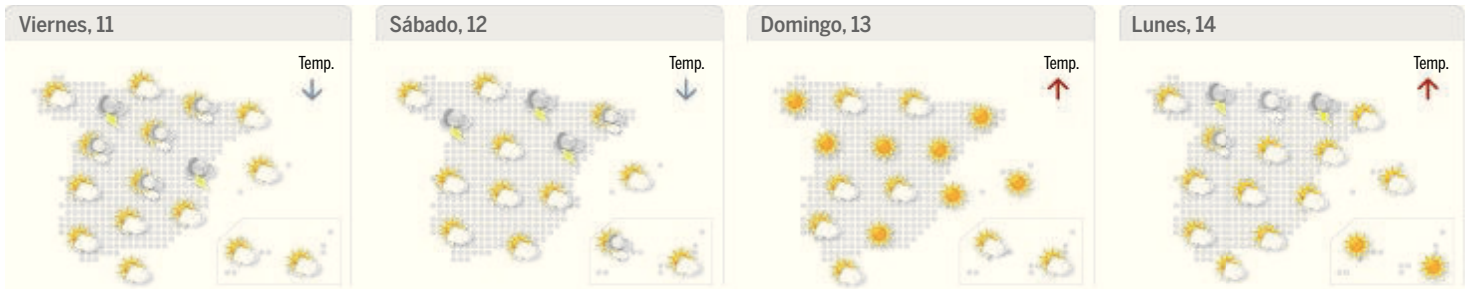 Viernes, 11
Temp.
Sábado, 12
Temp.
Domingo, 13
Temp.
Lunes, 14
Temp.